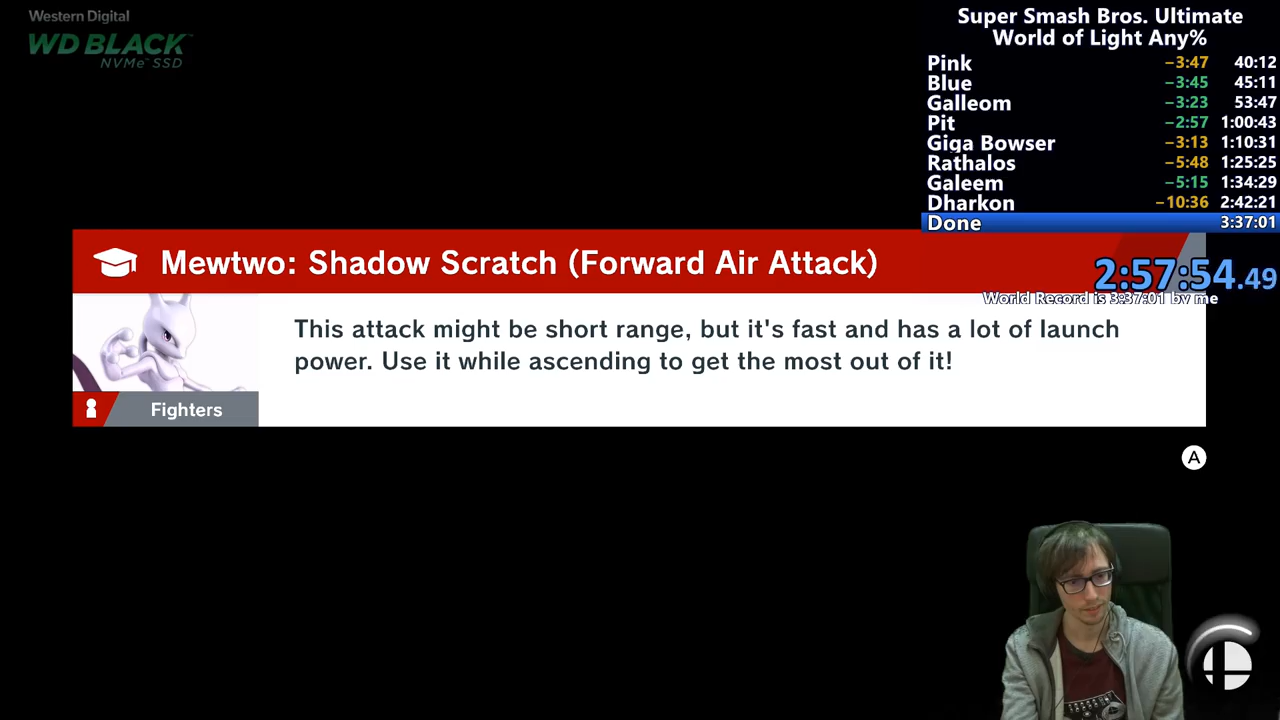 Western Digital
WD BLACK™
NVMe™ SSD
Super Smash Bros. Ultimate
World of Light Any%
Pink −3:47 40:12
Blue −3:45 45:11
Galleom −3:23 53:47
Pit −2:57 1:00:43
Giga Bowser −3:13 1:10:31
Rathalos −5:48 1:25:25
Galeem −5:15 1:34:29
Dharkon −10:36 2:42:21
Done 3:37:01
2:57:54.49
World Record is 3:37:01 by me
Mewtwo: Shadow Scratch (Forward Air Attack)
This attack might be short range, but it's fast and has a lot of launch
power. Use it while ascending to get the most out of it!
Fighters
A